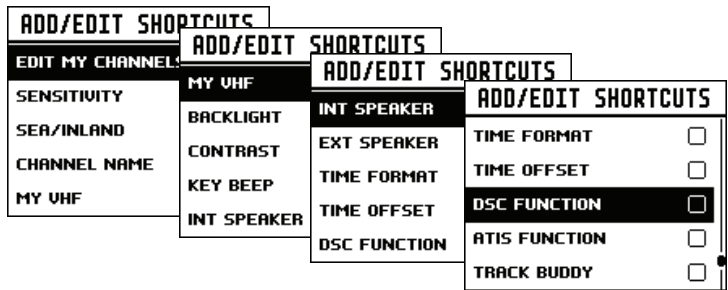 ADD/EDIT SHORTCUTS
EDIT MY CHANNELS
SENSITIVITY
SEA/INLAND
CHANNEL NAME
MY VHF
ADD/EDIT SHORTCUTS
MY VHF
BACKLIGHT
CONTRAST
KEY BEEP
INT SPEAKER
ADD/EDIT SHORTCUTS
INT SPEAKER
EXT SPEAKER
TIME FORMAT
TIME OFFSET
DSC FUNCTION
ADD/EDIT SHORTCUTS
TIME FORMAT
TIME OFFSET
DSC FUNCTION
ATIS FUNCTION
TRACK BUDDY